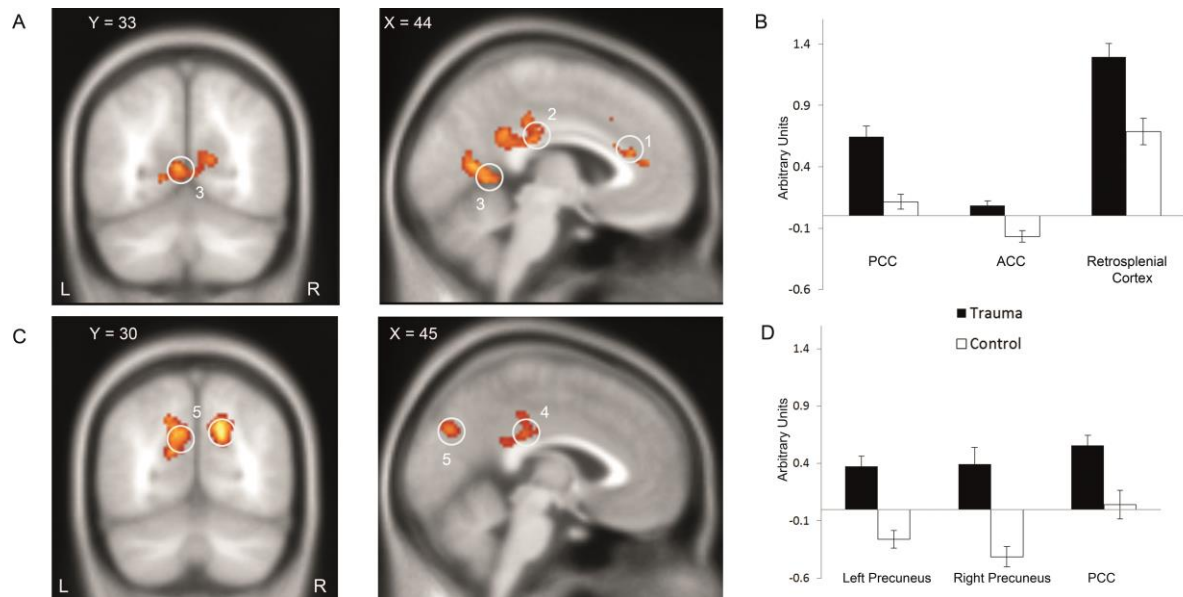 A
Y = 33
3
L
R
X = 44
1
2
3
B
Arbitrary Units
1.4
0.9
0.4
-0.1
-0.6
PCC
ACC
Retrosplenial
Cortex
Trauma
Control
C
Y = 30
5
L
R
X = 45
4
5
D
Arbitrary Units
1.4
0.9
0.4
-0.1
-0.6
Left Precuneus
Right Precuneus
PCC